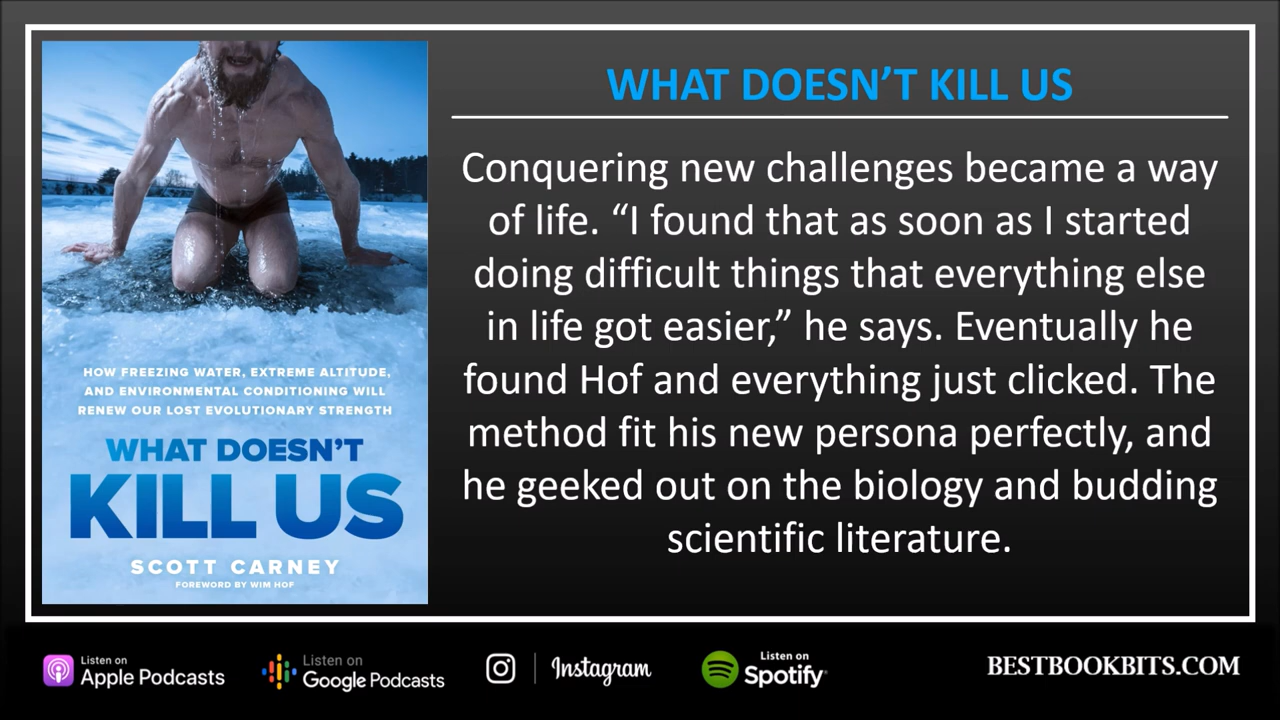 HOW FREEZING WATER, EXTREME ALTITUDE,
AND ENVIRONMENTAL CONDITIONING WILL
RENEW OUR LOST EVOLUTIONARY STRENGTH
WHAT DOESN'T
KILL US
SCOTT CARNEY
FOREWORD BY WIM HOF
WHAT DOESN’T KILL US
Conquering new challenges became a way
of life. “I found that as soon as I started
doing difficult things that everything else
in life got easier,” he says. Eventually he
found Hof and everything just clicked. The
method fit his new persona perfectly, and
he geeked out on the biology and budding
scientific literature.
Listen on
Apple Podcasts
Listen on
Google Podcasts
Instagram
Listen on
Spotify
BESTBOOKBITS.COM